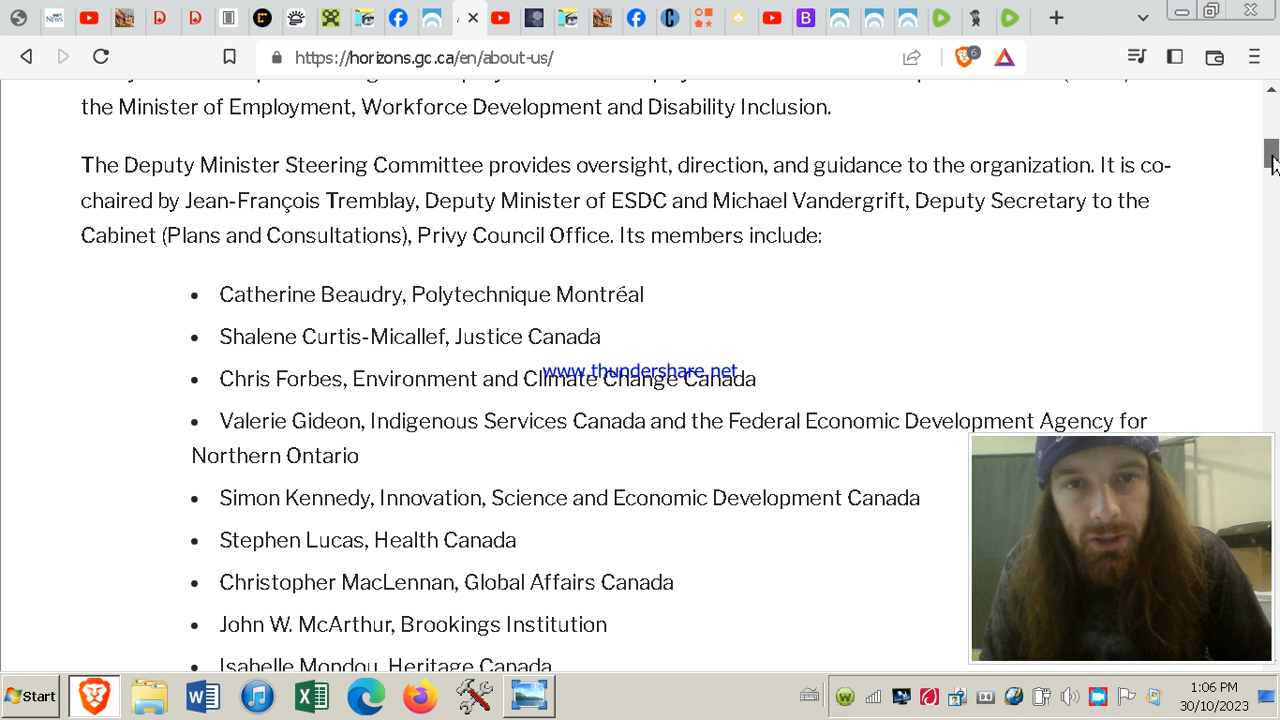 https://horizons.gc.ca/en/about-us/
6
the Minister of Employment, Workforce Development and Disability Inclusion.
The Deputy Minister Steering Committee provides oversight, direction, and guidance to the organization. It is co-
chaired by Jean-François Tremblay, Deputy Minister of ESDC and Michael Vandergrift, Deputy Secretary to the
Cabinet (Plans and Consultations), Privy Council Office. Its members include:
• Catherine Beaudry, Polytechnique Montréal
• Shalene Curtis-Micallef, Justice Canada
www.thundershare.net
• Chris Forbes, Environment and Climate Change Canada
• Valerie Gideon, Indigenous Services Canada and the Federal Economic Development Agency for
Northern Ontario
• Simon Kennedy, Innovation, Science and Economic Development Canada
• Stephen Lucas, Health Canada
• Christopher MacLennan, Global Affairs Canada
• John W. McArthur, Brookings Institution
• Isabelle Mondou, Heritage Canada
Start
1:06 PM
30/10/2023